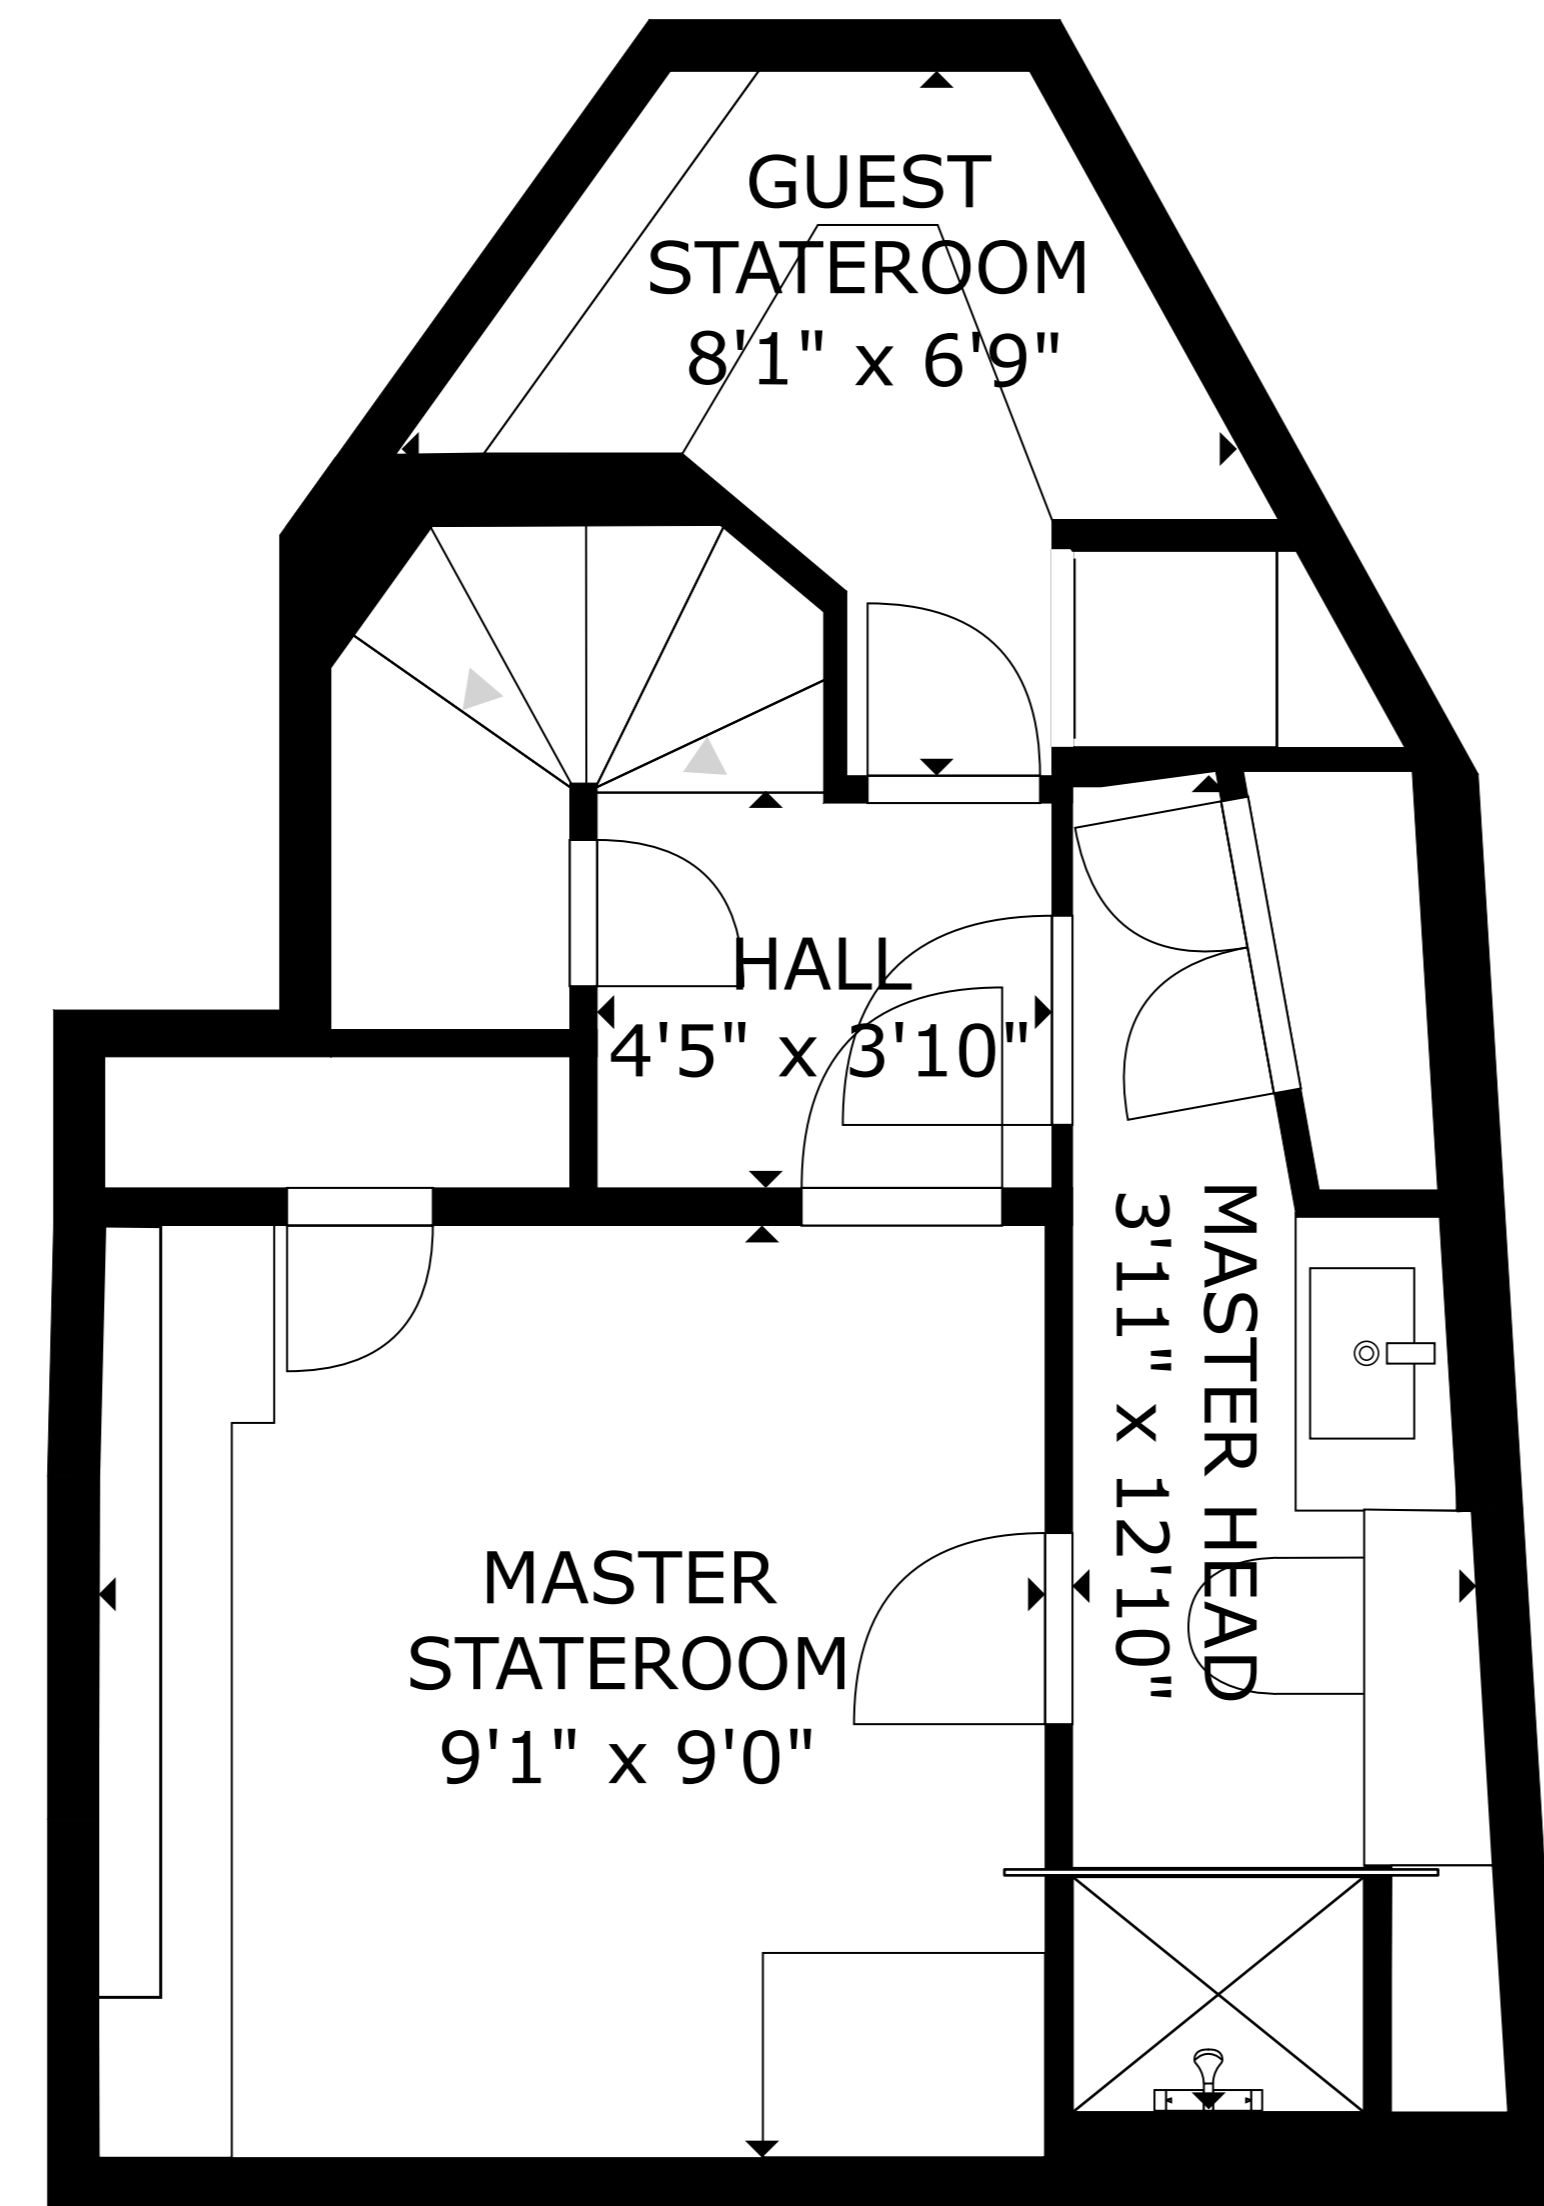 GUEST
STATEROOM
8'1" x 6'9"
HALL
4'5" x 3'10"
MASTER HEAD
3'11" x 12'10"
MASTER
STATEROOM
9'1" x 9'0"